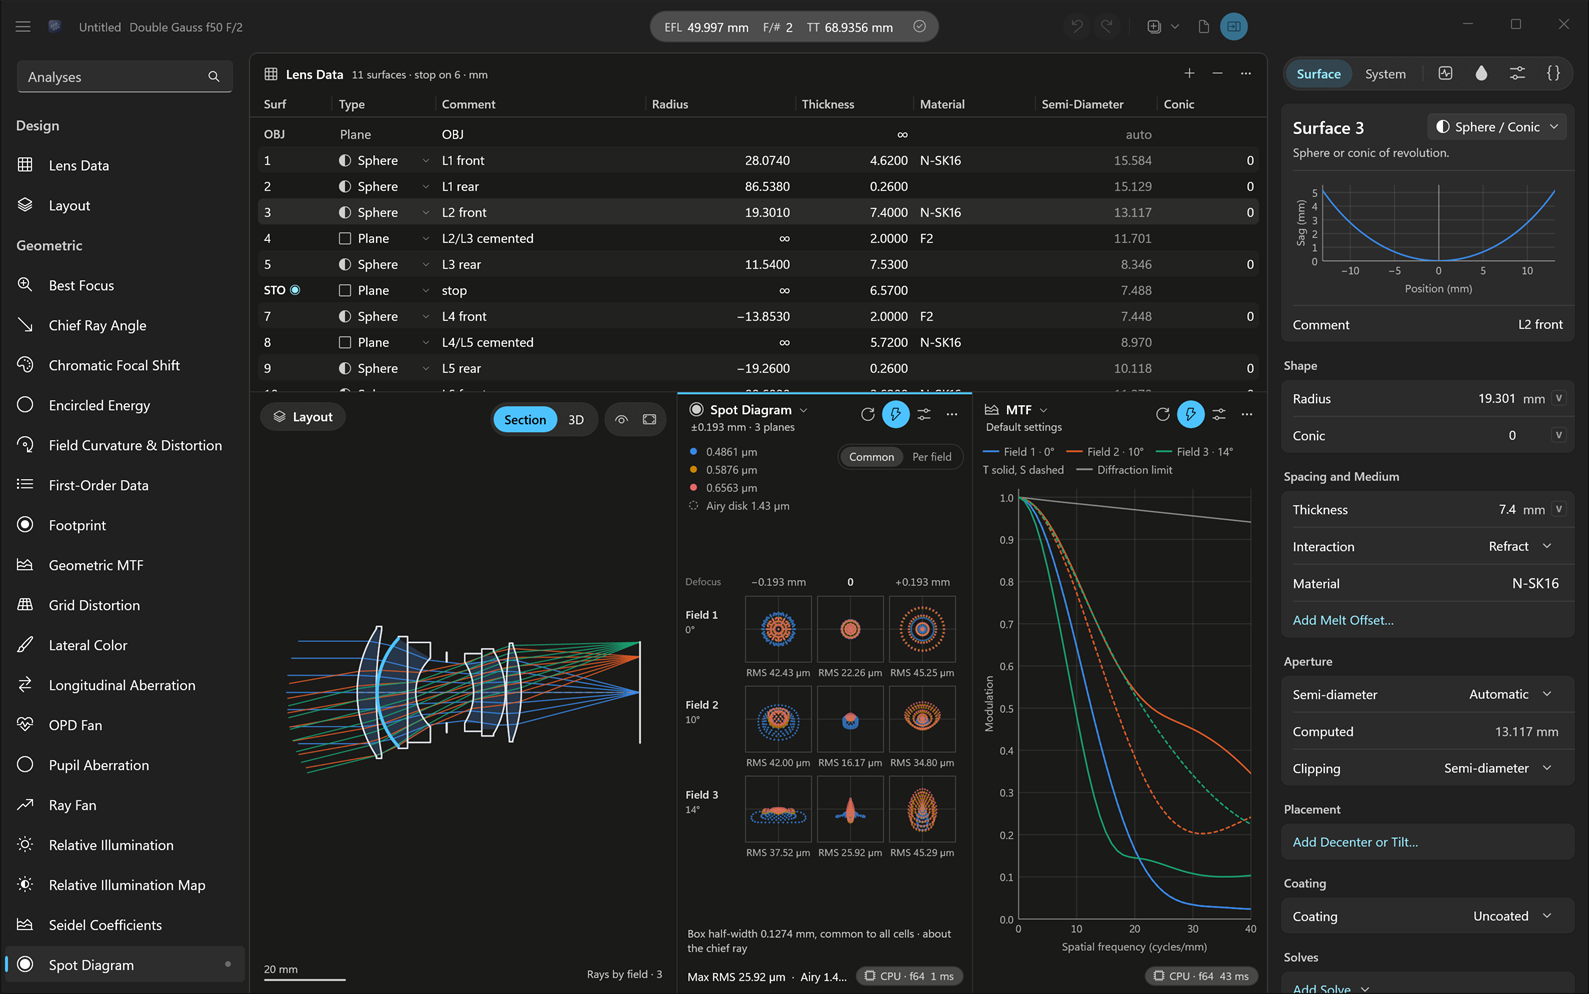 Untitled Double Gauss f50 F/2
EFL 49.997 mm F/# 2 TT 68.9356 mm
Analyses
Design
Lens Data
Layout
Geometric
Best Focus
Chief Ray Angle
Chromatic Focal Shift
Encircled Energy
Field Curvature & Distortion
First-Order Data
Footprint
Geometric MTF
Grid Distortion
Lateral Color
Longitudinal Aberration
OPD Fan
Pupil Aberration
Ray Fan
Relative Illumination
Relative Illumination Map
Seidel Coefficients
Spot Diagram
Lens Data 11 surfaces · stop on 6 · mm
Surf Type Comment Radius Thickness Material Semi-Diameter Conic
OBJ Plane OBJ ∞ auto
1 Sphere L1 front 28.0740 4.6200 N-SK16 15.584 0
2 Sphere L1 rear 86.5380 0.2600 15.129 0
3 Sphere L2 front 19.3010 7.4000 N-SK16 13.117 0
4 Plane L2/L3 cemented ∞ 2.0000 F2 11.701
5 Sphere L3 rear 11.5400 7.5300 8.346 0
STO Plane stop ∞ 6.5700 7.488
7 Sphere L4 front −13.8530 2.0000 F2 7.448 0
8 Plane L4/L5 cemented ∞ 5.7200 N-SK16 8.970
9 Sphere L5 rear −19.2600 0.2600 10.118 0
Layout
Section 3D
20 mm
Rays by field · 3
Spot Diagram
±0.193 mm · 3 planes
0.4861 µm
0.5876 µm
0.6563 µm
Airy disk 1.43 µm
Common Per field
Defocus −0.193 mm 0 +0.193 mm
Field 1
0°
RMS 42.43 µm RMS 22.26 µm RMS 45.25 µm
Field 2
10°
RMS 42.00 µm RMS 16.17 µm RMS 34.80 µm
Field 3
14°
RMS 37.52 µm RMS 25.92 µm RMS 45.29 µm
Box half-width 0.1274 mm, common to all cells · about
the chief ray
Max RMS 25.92 µm · Airy 1.4... CPU · f64 1 ms
MTF
Default settings
Field 1 · 0° Field 2 · 10° Field 3 · 14°
T solid, S dashed Diffraction limit
1.0
0.9
0.8
0.7
0.6
0.5
0.4
0.3
0.2
0.1
0.0
Modulation
0 10 20 30 40
Spatial frequency (cycles/mm)
CPU · f64 43 ms
Surface System {}
Surface 3 Sphere / Conic
Sphere or conic of revolution.
5
4
3
2
1
0
Sag (mm)
−10 −5 0 5 10
Position (mm)
Comment L2 front
Shape
Radius 19.301 mm V
Conic 0 V
Spacing and Medium
Thickness 7.4 mm V
Interaction Refract
Material N-SK16
Add Melt Offset...
Aperture
Semi-diameter Automatic
Computed 13.117 mm
Clipping Semi-diameter
Placement
Add Decenter or Tilt...
Coating
Coating Uncoated
Solves
Add Solve